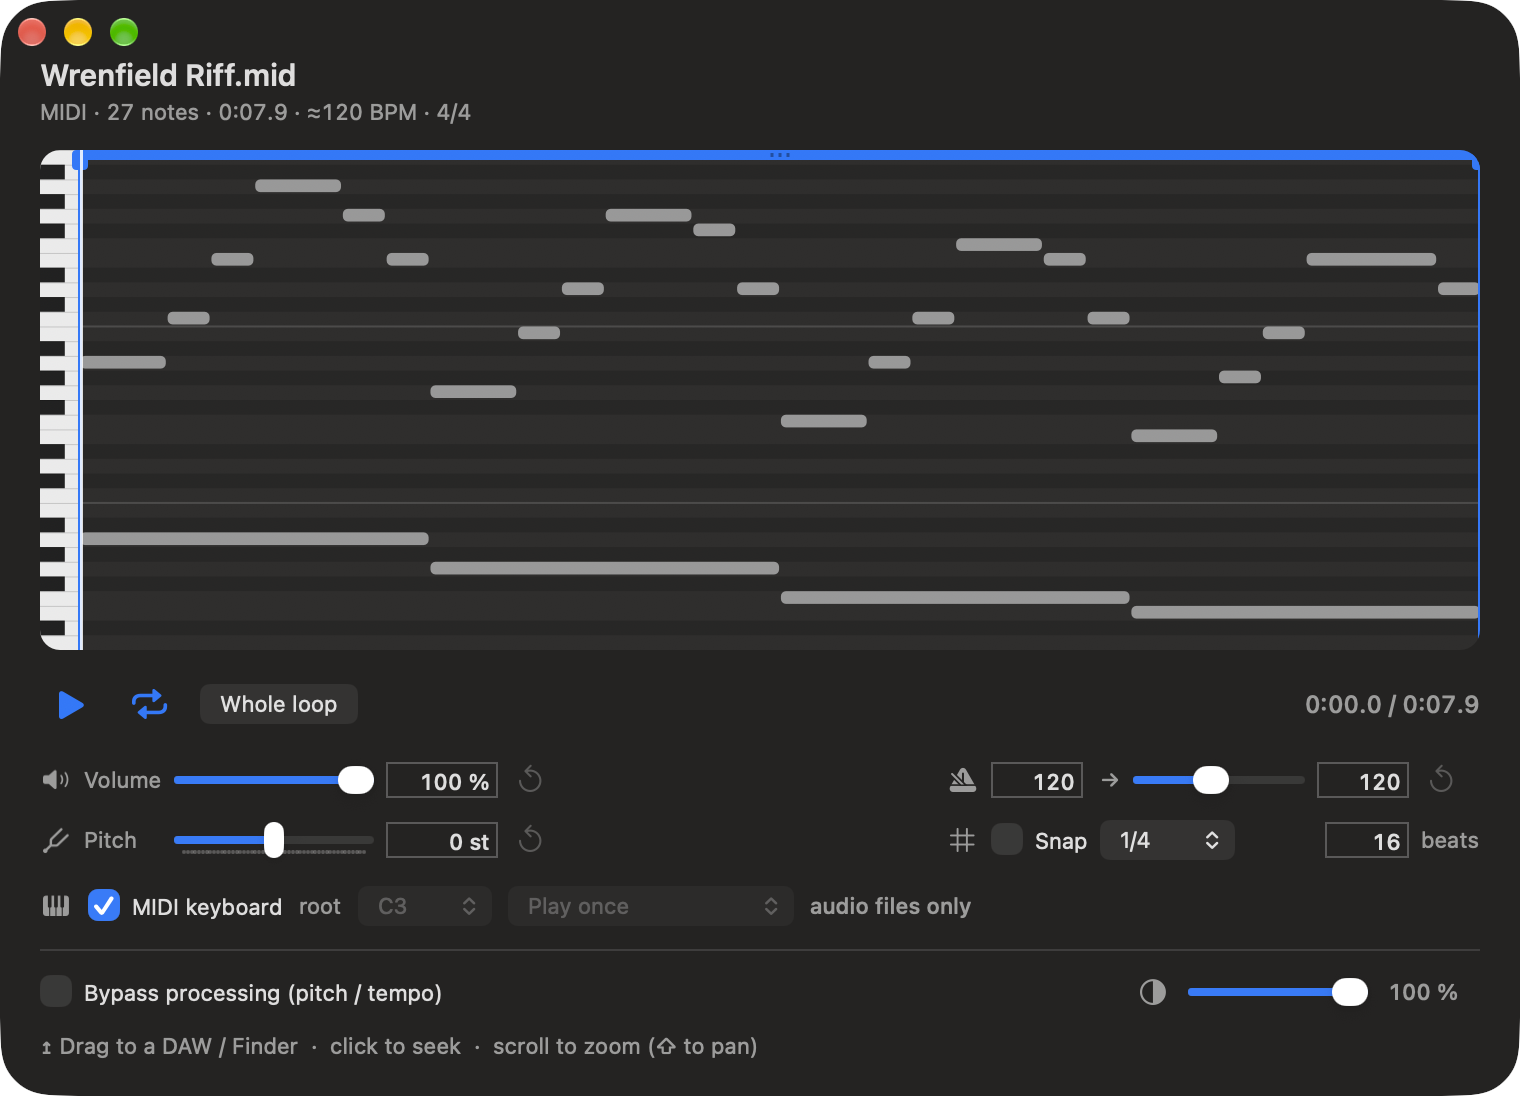 Wrenfield Riff.mid
MIDI · 27 notes · 0:07.9 · ≈120 BPM · 4/4
Whole loop
0:00.0 / 0:07.9
Volume 100 % 120 → 120
Pitch 0 st Snap 1/4 16 beats
MIDI keyboard root C3 Play once audio files only
Bypass processing (pitch / tempo) 100 %
↥ Drag to a DAW / Finder · click to seek · scroll to zoom (⇧ to pan)